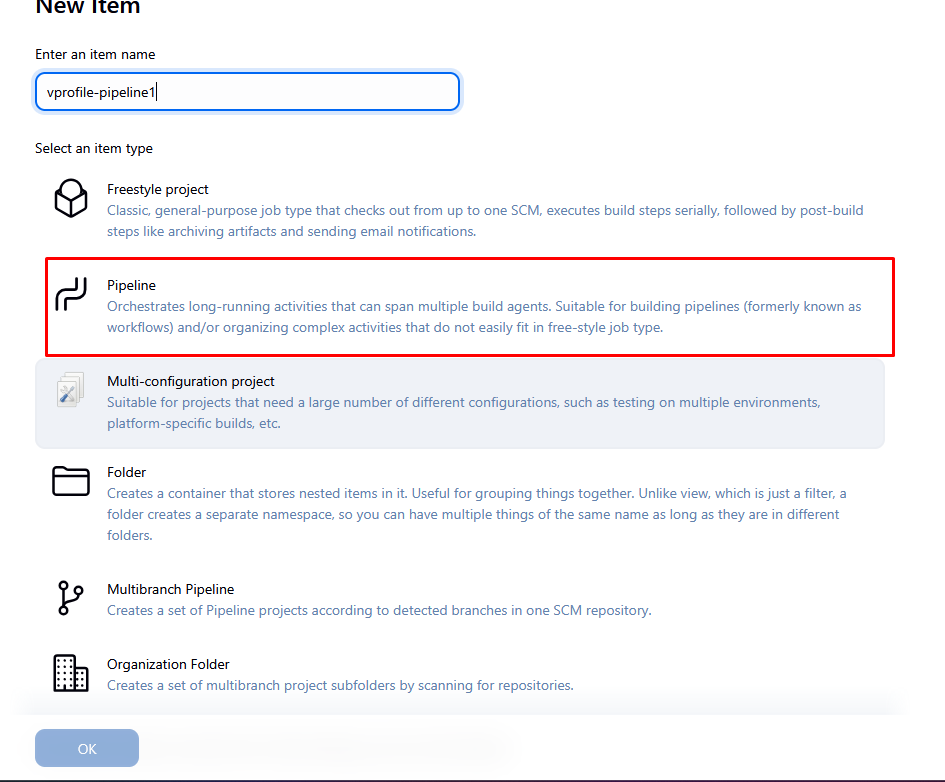 New Item
Enter an item name
vprofile-pipeline1
Select an item type
Freestyle project
Classic, general-purpose job type that checks out from up to one SCM, executes build steps serially, followed by post-build
steps like archiving artifacts and sending email notifications.
Pipeline
Orchestrates long-running activities that can span multiple build agents. Suitable for building pipelines (formerly known as
workflows) and/or organizing complex activities that do not easily fit in free-style job type.
Multi-configuration project
Suitable for projects that need a large number of different configurations, such as testing on multiple environments,
platform-specific builds, etc.
Folder
Creates a container that stores nested items in it. Useful for grouping things together. Unlike view, which is just a filter, a
folder creates a separate namespace, so you can have multiple things of the same name as long as they are in different
folders.
Multibranch Pipeline
Creates a set of Pipeline projects according to detected branches in one SCM repository.
Organization Folder
Creates a set of multibranch project subfolders by scanning for repositories.
OK